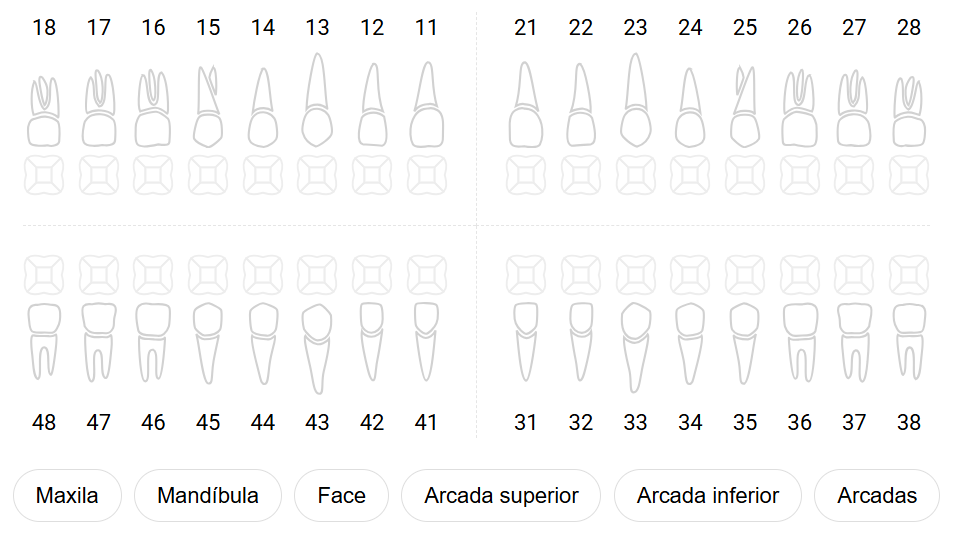 18 17 16 15 14 13 12 11 21 22 23 24 25 26 27 28
48 47 46 45 44 43 42 41 31 32 33 34 35 36 37 38
Maxila Mandíbula Face Arcada superior Arcada inferior Arcadas